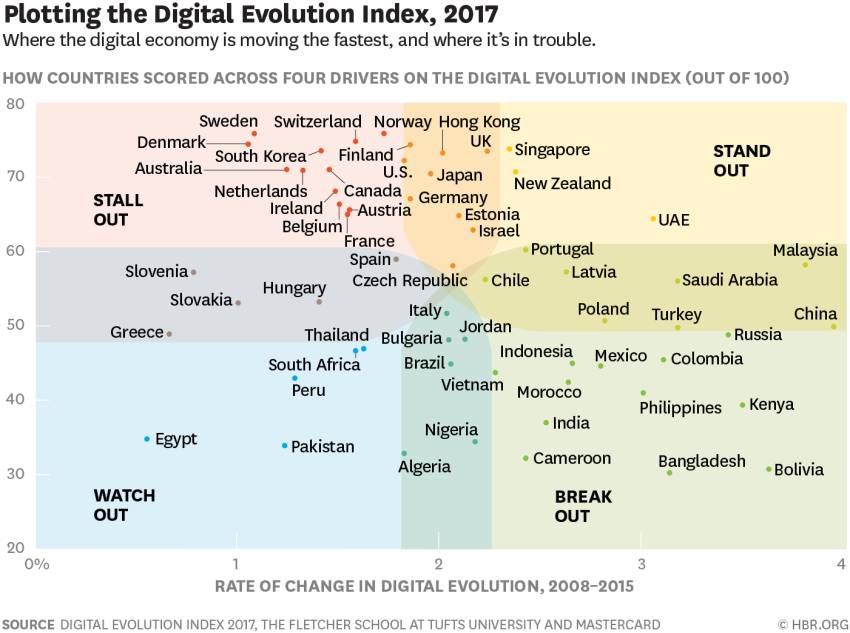 Plotting the Digital Evolution Index, 2017
Where the digital economy is moving the fastest, and where it’s in trouble.
HOW COUNTRIES SCORED ACROSS FOUR DRIVERS ON THE DIGITAL EVOLUTION INDEX (OUT OF 100)
80
Sweden
Switzerland
Norway
Hong Kong
Denmark
South Korea
Finland
UK
Singapore
STAND
OUT
Australia
U.S.
70
Japan
New Zealand
Netherlands
Canada
STALL
OUT
Ireland
Austria
Germany
Belgium
Estonia
UAE
France
Israel
60
Spain
Portugal
Malaysia
Slovenia
Czech Republic
Chile
Latvia
Saudi Arabia
Slovakia
Hungary
Italy
Poland
Turkey
China
50
Greece
Thailand
Bulgaria
Jordan
Russia
South Africa
Brazil
Indonesia
Mexico
Colombia
Peru
Vietnam
Morocco
40
Philippines
Kenya
Egypt
Pakistan
Nigeria
India
30
Algeria
Cameroon
Bangladesh
Bolivia
WATCH
OUT
BREAK
OUT
20
0%
1
2
3
4
RATE OF CHANGE IN DIGITAL EVOLUTION, 2008–2015
SOURCE DIGITAL EVOLUTION INDEX 2017, THE FLETCHER SCHOOL AT TUFTS UNIVERSITY AND MASTERCARD
© HBR.ORG